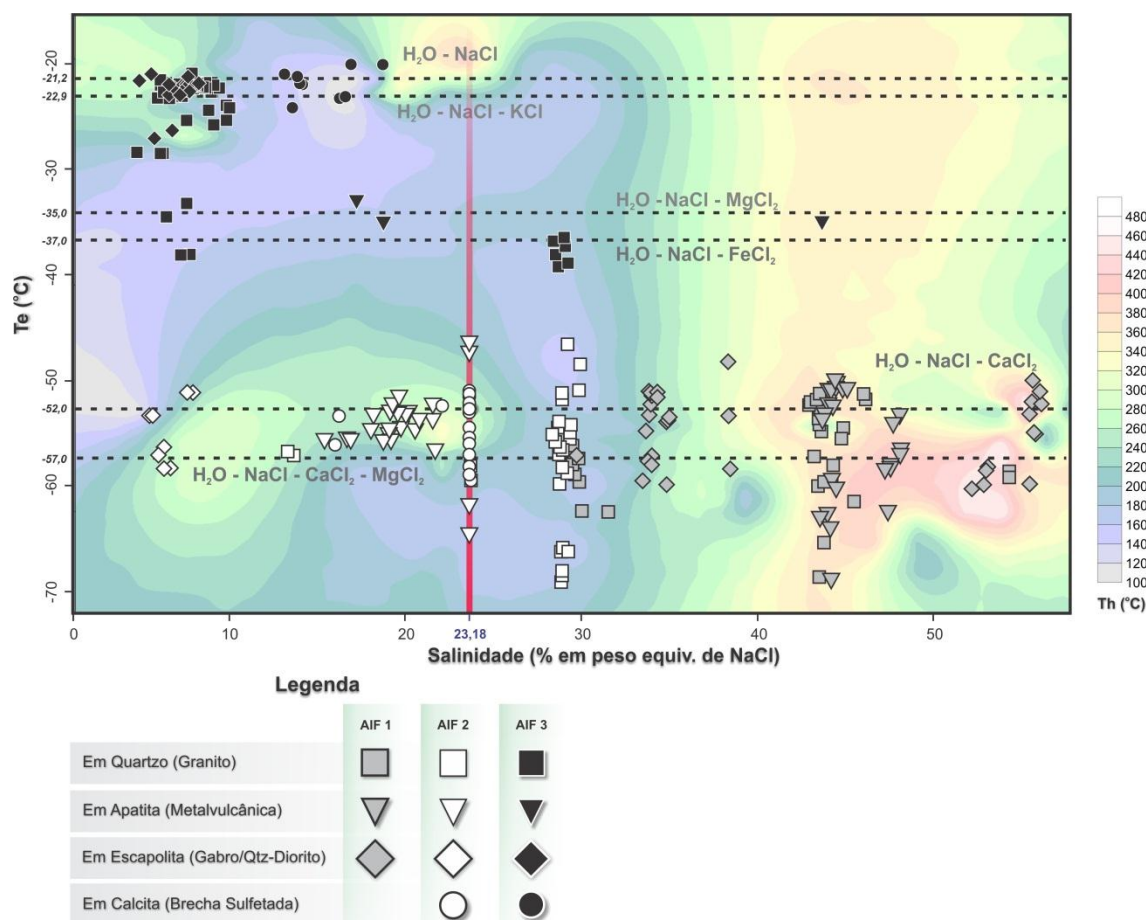 -20
-21,2
-22,9
-30
-35,0
-37,0
-40
-50
-52,0
-57,0
-60
-70
Te (°C)
H₂O - NaCl
H₂O - NaCl - KCl
H₂O - NaCl - MgCl₂
H₂O - NaCl - FeCl₂
H₂O - NaCl - CaCl₂
H₂O - NaCl - CaCl₂ - MgCl₂
0 10 20 23,18 30 40 50
Salinidade (% em peso equiv. de NaCl)
480
460
440
420
400
380
360
340
320
300
280
260
240
220
200
180
160
140
120
100
Th (°C)
Legenda
AIF 1 AIF 2 AIF 3
Em Quartzo (Granito)
Em Apatita (Metalvulcânica)
Em Escapolita (Gabro/Qtz-Diorito)
Em Calcita (Brecha Sulfetada)